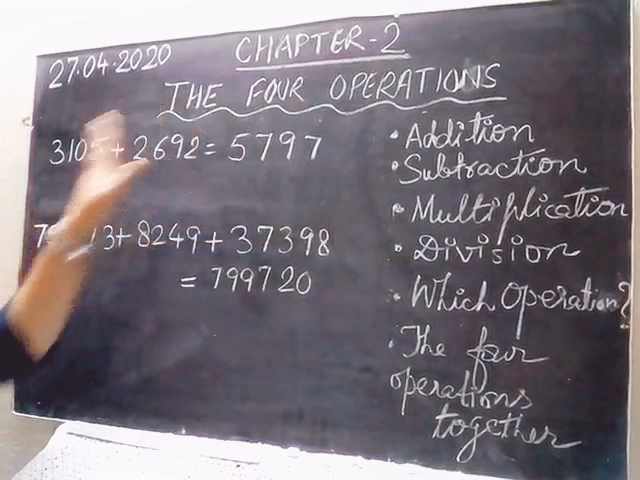 27.04.2020
CHAPTER-2
THE FOUR OPERATIONS
3105+2692=5797
13+8249+37398
=799720
• Addition
• Subtraction
• Multiplication
• Division
• Which Operation?
• The four
operations
together